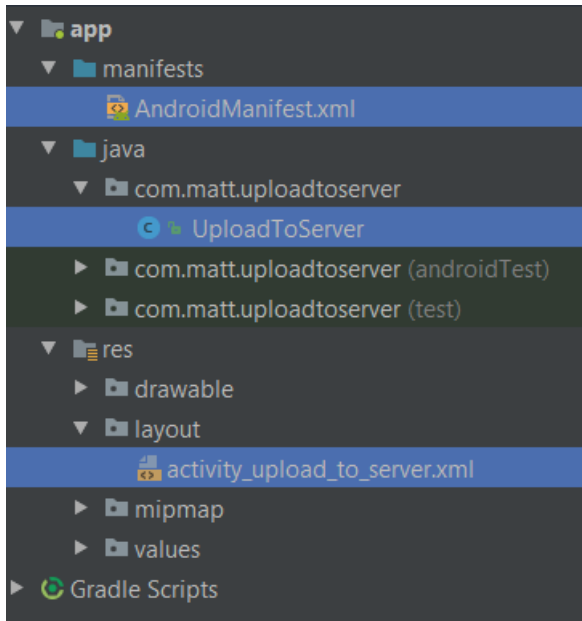 app
manifests
AndroidManifest.xml
java
com.matt.uploadtoserver
C UploadToServer
com.matt.uploadtoserver (androidTest)
com.matt.uploadtoserver (test)
res
drawable
layout
activity_upload_to_server.xml
mipmap
values
Gradle Scripts